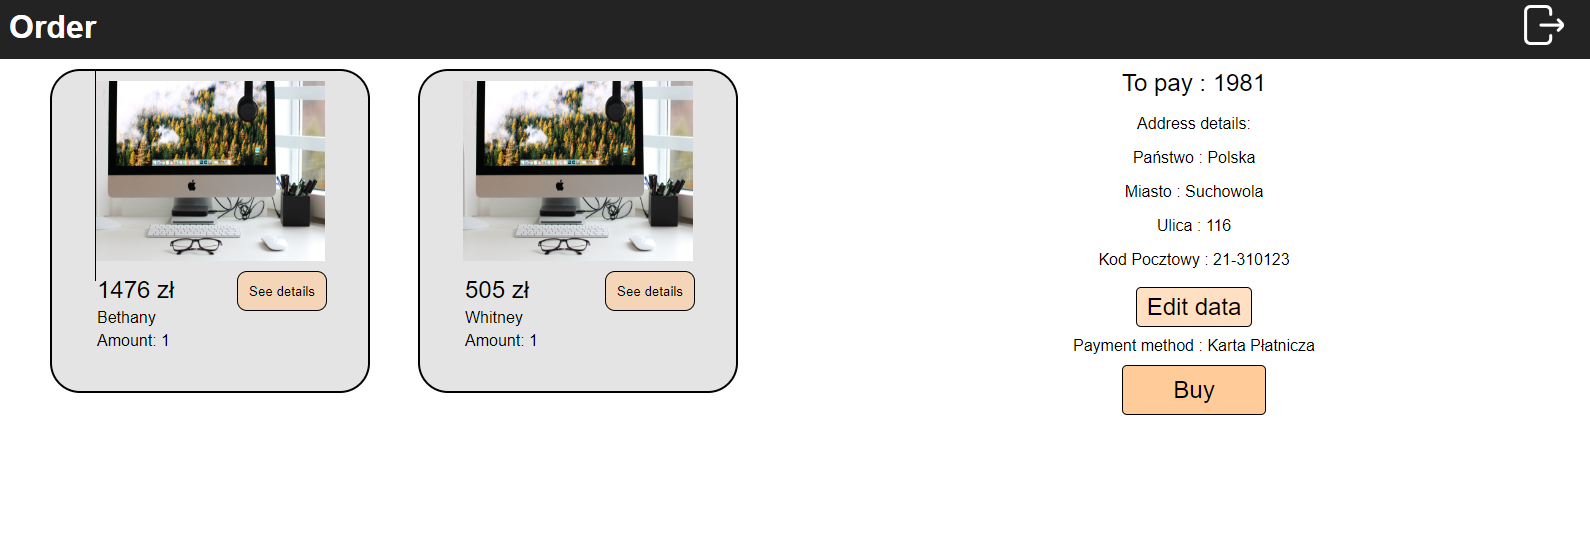 Order
1476 zł
See details
Bethany
Amount: 1
505 zł
See details
Whitney
Amount: 1
To pay : 1981
Address details:
Państwo : Polska
Miasto : Suchowola
Ulica : 116
Kod Pocztowy : 21-310123
Edit data
Payment method : Karta Płatnicza
Buy